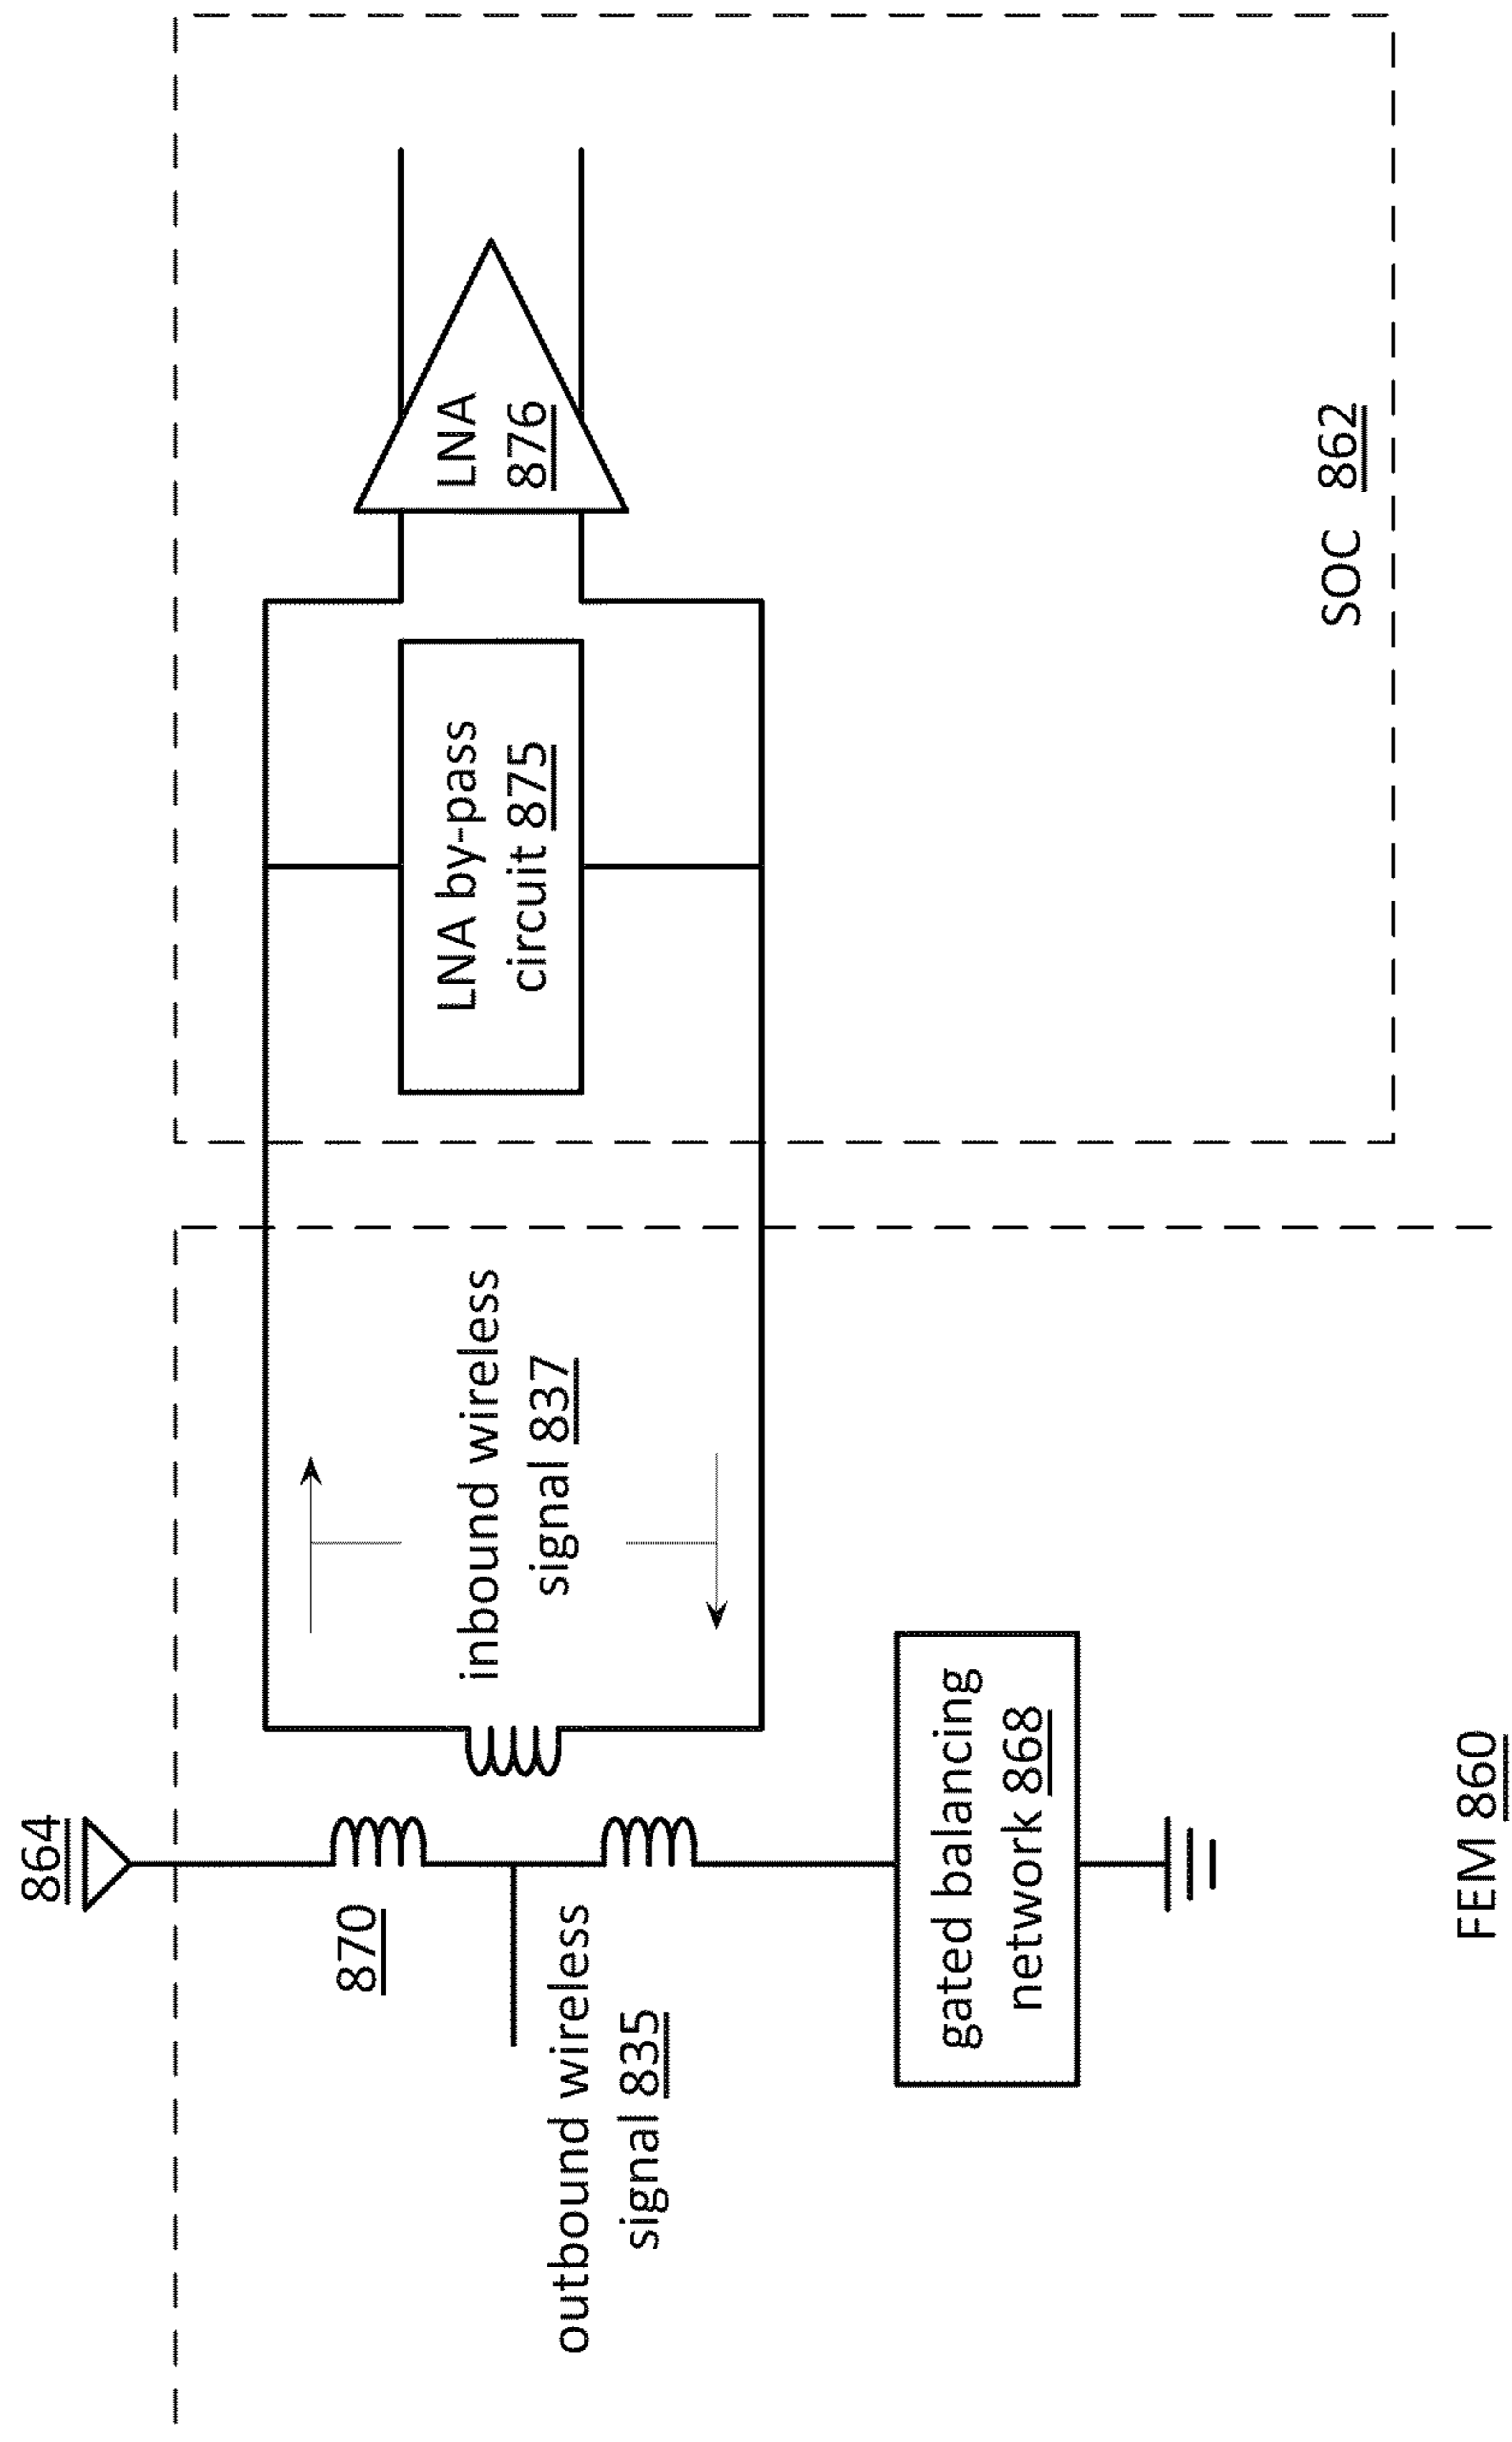 864
870
outbound wireless
signal 835
inbound wireless
signal 837
gated balancing
network 868
FEM 860
LNA by-pass
circuit 875
LNA
876
SOC 862